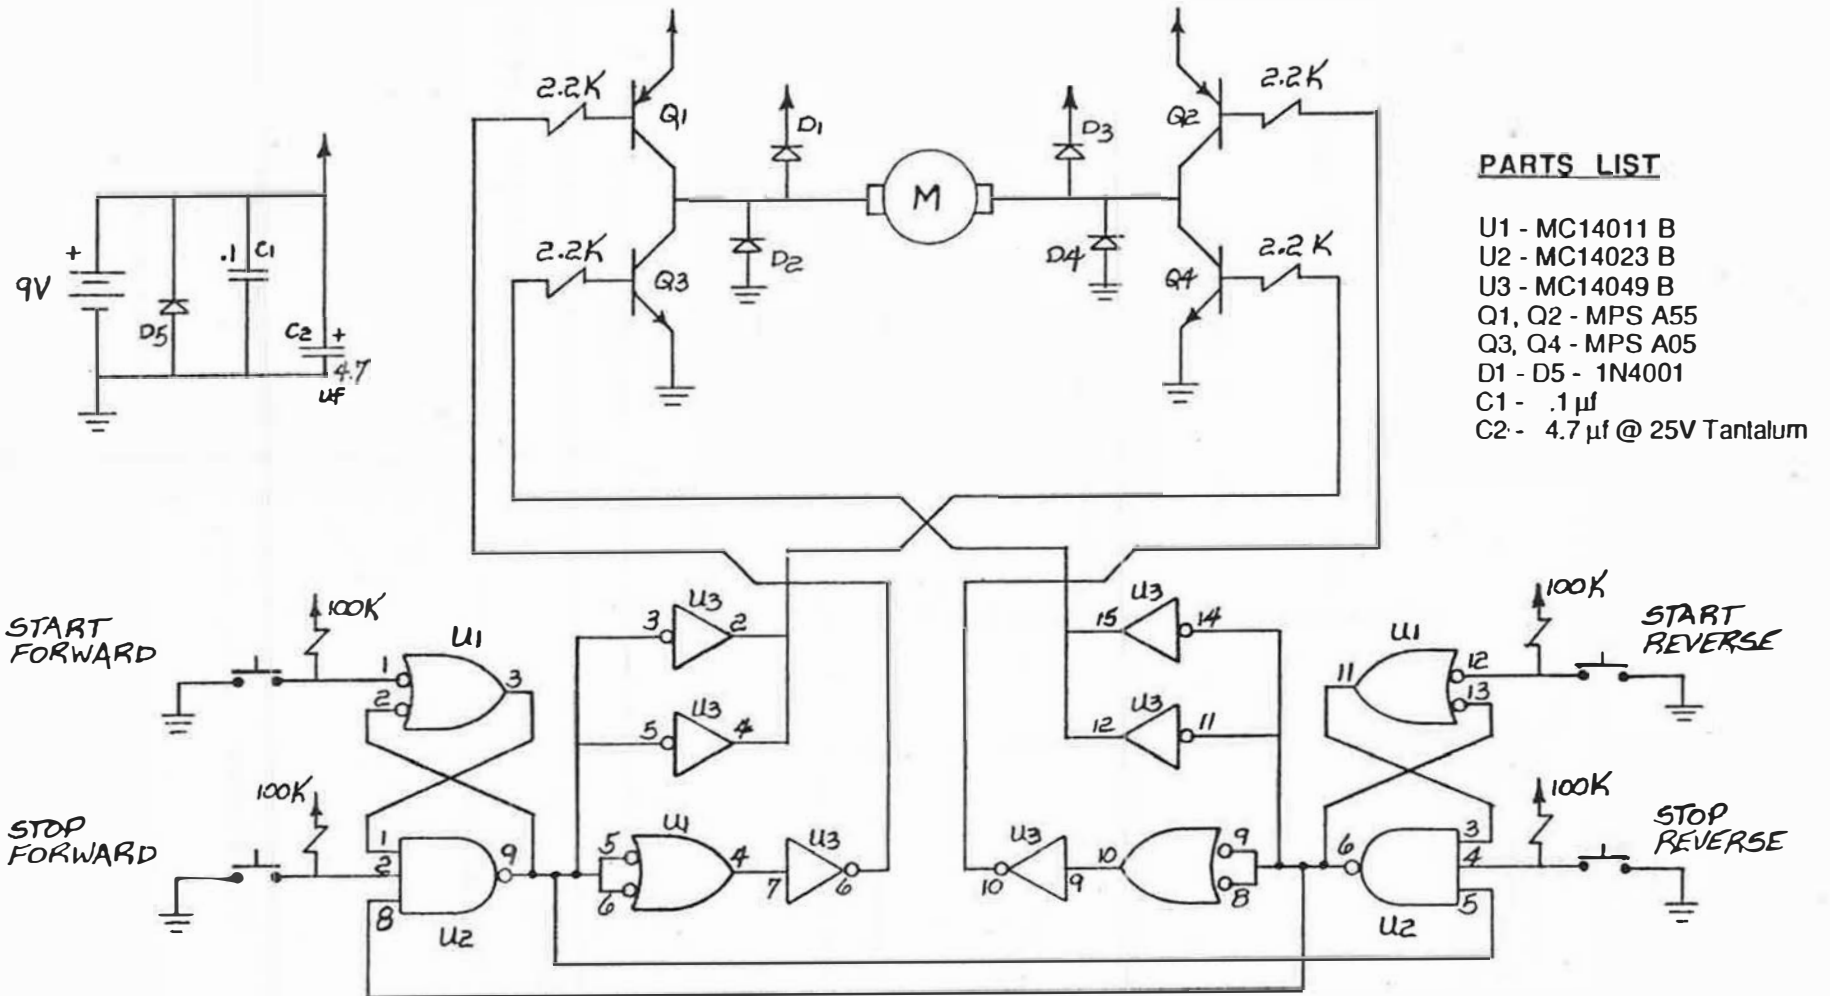 2.2K
Q1
D1
2.2K
Q3
D2
M
D3
D4
Q2
2.2K
2.2K
Q4
9V
+
D5
.1 C1
C2 +
4.7
uf
PARTS LIST
U1 - MC14011 B
U2 - MC14023 B
U3 - MC14049 B
Q1, Q2 - MPS A55
Q3, Q4 - MPS A05
D1 - D5 - 1N4001
C1 - .1 µf
C2 - 4.7 µf @ 25V Tantalum
START
FORWARD
100K
U1
1
2
3
STOP
FORWARD
100K
1
2
8
9
U2
3 U3 2
5 U3 4
5
6
U1
4
7
U3
6
15 U3 14
12 U3 11
10
U3
9
10
9
8
11
U1
12
13
100K
START
REVERSE
6
3
4
5
U2
100K
STOP
REVERSE